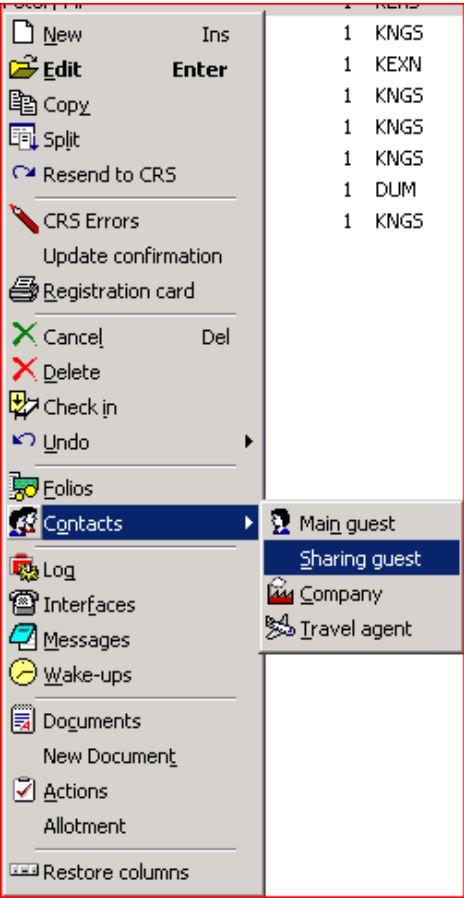 New Ins 1 KNGS
Edit Enter 1 KEXN
Copy 1 KNGS
Split 1 KNGS
Resend to CRS 1 KNGS
1 DUM
CRS Errors 1 KNGS
Update confirmation
Registration card
Cancel Del
Delete
Check in
Undo
Folios
Contacts
Main guest
Sharing guest
Company
Travel agent
Log
Interfaces
Messages
Wake-ups
Documents
New Document
Actions
Allotment
Restore columns